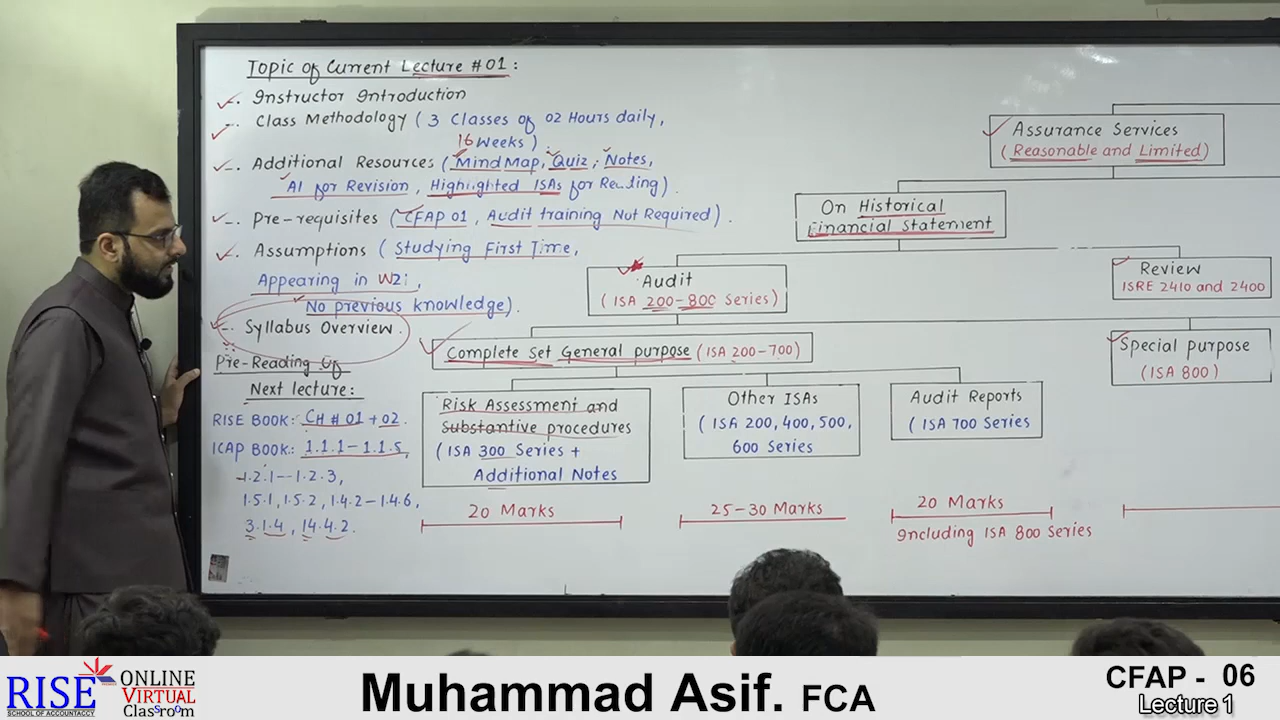 Topic of Current Lecture #01:
-. Instructor Introduction
-. Class Methodology (3 Classes of 02 Hours daily,
16 Weeks)
-. Additional Resources (Mind Map, Quiz, Notes,
AI for Revision, Highlighted ISAs for Reading).
-. Pre-requisites (CFAP 01, Audit training Not Required).
-. Assumptions (Studying First Time,
Appearing in W2:,
No previous knowledge).
-. Syllabus Overview.
Pre-Reading of
Next lecture:
RISE BOOK: CH # 01 + 02.
ICAP BOOK: 1.1.1-1.1.5,
1.2.1-1.2.3,
1.5.1, 1.5.2, 1.4.2-1.4.6,
3.1.4, 14.4.2.
Assurance Services
(Reasonable and Limited)
On Historical
Financial Statement
Audit
(ISA 200-800 Series)
Review
ISRE 2410 and 2400
Complete Set General purpose (ISA 200-700)
Special purpose
(ISA 800)
Risk Assessment and
Substantive procedures
(ISA 300 Series +
Additional Notes
Other ISAs
(ISA 200, 400, 500,
600 Series
Audit Reports
(ISA 700 Series
20 Marks
25-30 Marks
20 Marks
Including ISA 800 Series
RISE
SCHOOL OF ACCOUNTACY
ONLINE
VIRTUAL
Classroom
Muhammad Asif. FCA
CFAP - 06
Lecture 1